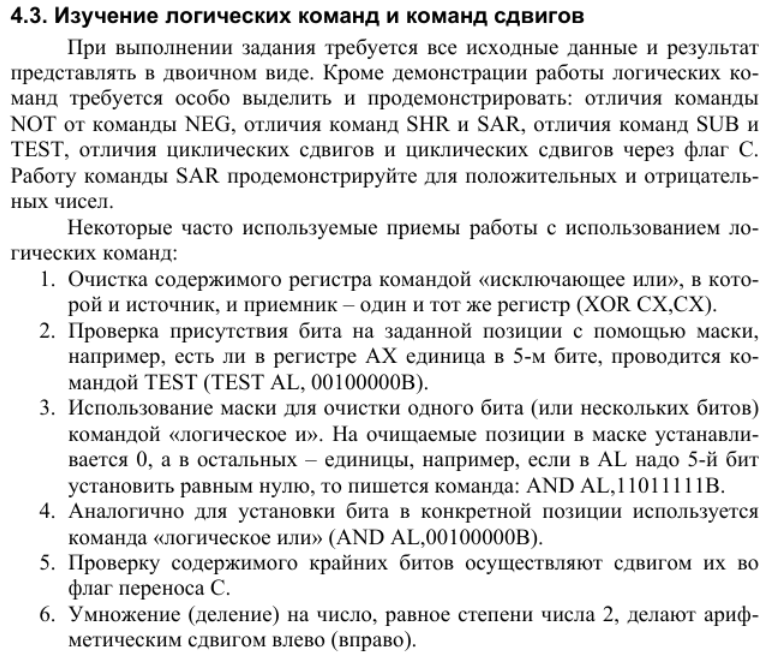 4.3. Изучение логических команд и команд сдвигов
При выполнении задания требуется все исходные данные и результат
представлять в двоичном виде. Кроме демонстрации работы логических ко-
манд требуется особо выделить и продемонстрировать: отличия команды
NOT от команды NEG, отличия команд SHR и SAR, отличия команд SUB и
TEST, отличия циклических сдвигов и циклических сдвигов через флаг С.
Работу команды SAR продемонстрируйте для положительных и отрицатель-
ных чисел.
Некоторые часто используемые приемы работы с использованием ло-
гических команд:
1. Очистка содержимого регистра командой «исключающее или», в кото-
рой и источник, и приемник – один и тот же регистр (XOR CX,CX).
2. Проверка присутствия бита на заданной позиции с помощью маски,
например, есть ли в регистре AX единица в 5-м бите, проводится ко-
мандой TEST (TEST AL, 00100000B).
3. Использование маски для очистки одного бита (или нескольких битов)
командой «логическое и». На очищаемые позиции в маске устанавли-
вается 0, а в остальных – единицы, например, если в AL надо 5-й бит
установить равным нулю, то пишется команда: AND AL,11011111B.
4. Аналогично для установки бита в конкретной позиции используется
команда «логическое или» (AND AL,00100000B).
5. Проверку содержимого крайних битов осуществляют сдвигом их во
флаг переноса С.
6. Умножение (деление) на число, равное степени числа 2, делают ариф-
метическим сдвигом влево (вправо).